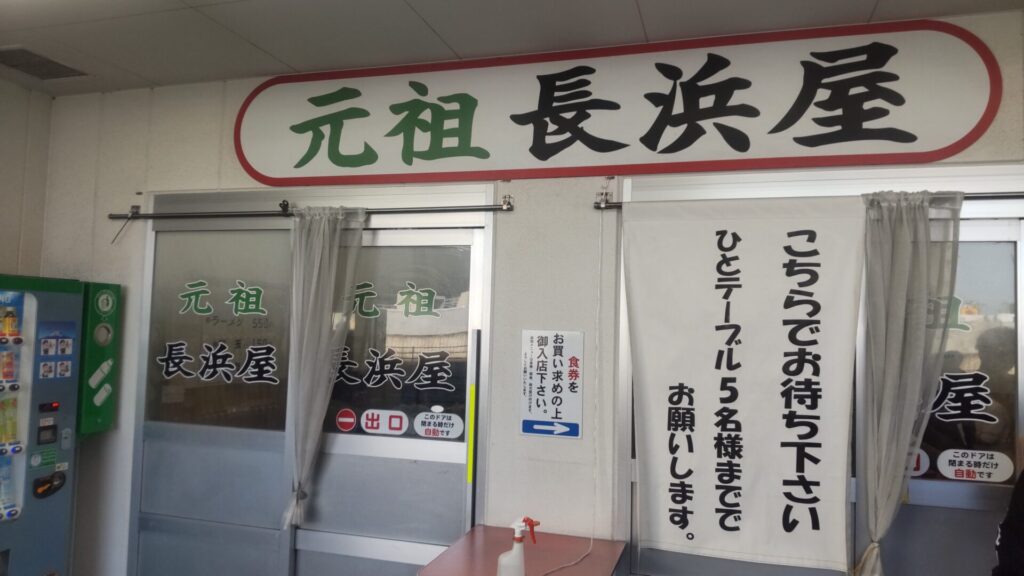 元祖 長浜屋
元祖
長浜屋
元祖
長浜屋
出口
このドアは
閉まる時だけ
自動です
食券を
お買い求めの上
御入店下さい。
こちらでお待ち下さい
ひとテーブル5名様までで
お願いします。
元
屋
このドアは
閉まる時だけ
自動です